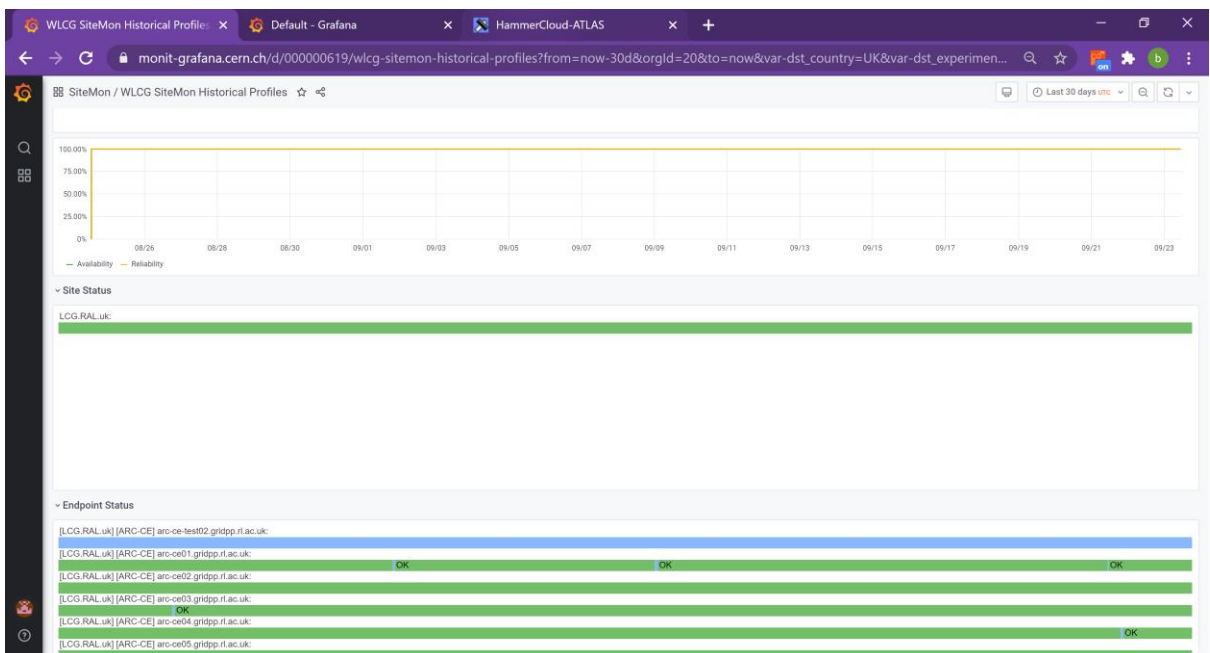 WLCG SiteMon Historical Profiles
Default - Grafana
HammerCloud-ATLAS
monit-grafana.cern.ch/d/000000619/wlcg-sitemon-historical-profiles?from=now-30d&orgId=20&to=now&var-dst_country=UK&var-dst_experimen...
on
b
SiteMon / WLCG SiteMon Historical Profiles
Last 30 days UTC
100.00%
75.00%
50.00%
25.00%
0%
08/26 08/28 08/30 09/01 09/03 09/05 09/07 09/09 09/11 09/13 09/15 09/17 09/19 09/21 09/23
Availability Reliability
Site Status
LCG.RAL.uk:
Endpoint Status
[LCG.RAL.uk] [ARC-CE] arc-ce-test02.gridpp.rl.ac.uk:
[LCG.RAL.uk] [ARC-CE] arc-ce01.gridpp.rl.ac.uk:
OK OK OK
[LCG.RAL.uk] [ARC-CE] arc-ce02.gridpp.rl.ac.uk:
[LCG.RAL.uk] [ARC-CE] arc-ce03.gridpp.rl.ac.uk:
OK
[LCG.RAL.uk] [ARC-CE] arc-ce04.gridpp.rl.ac.uk:
OK
[LCG.RAL.uk] [ARC-CE] arc-ce05.gridpp.rl.ac.uk: